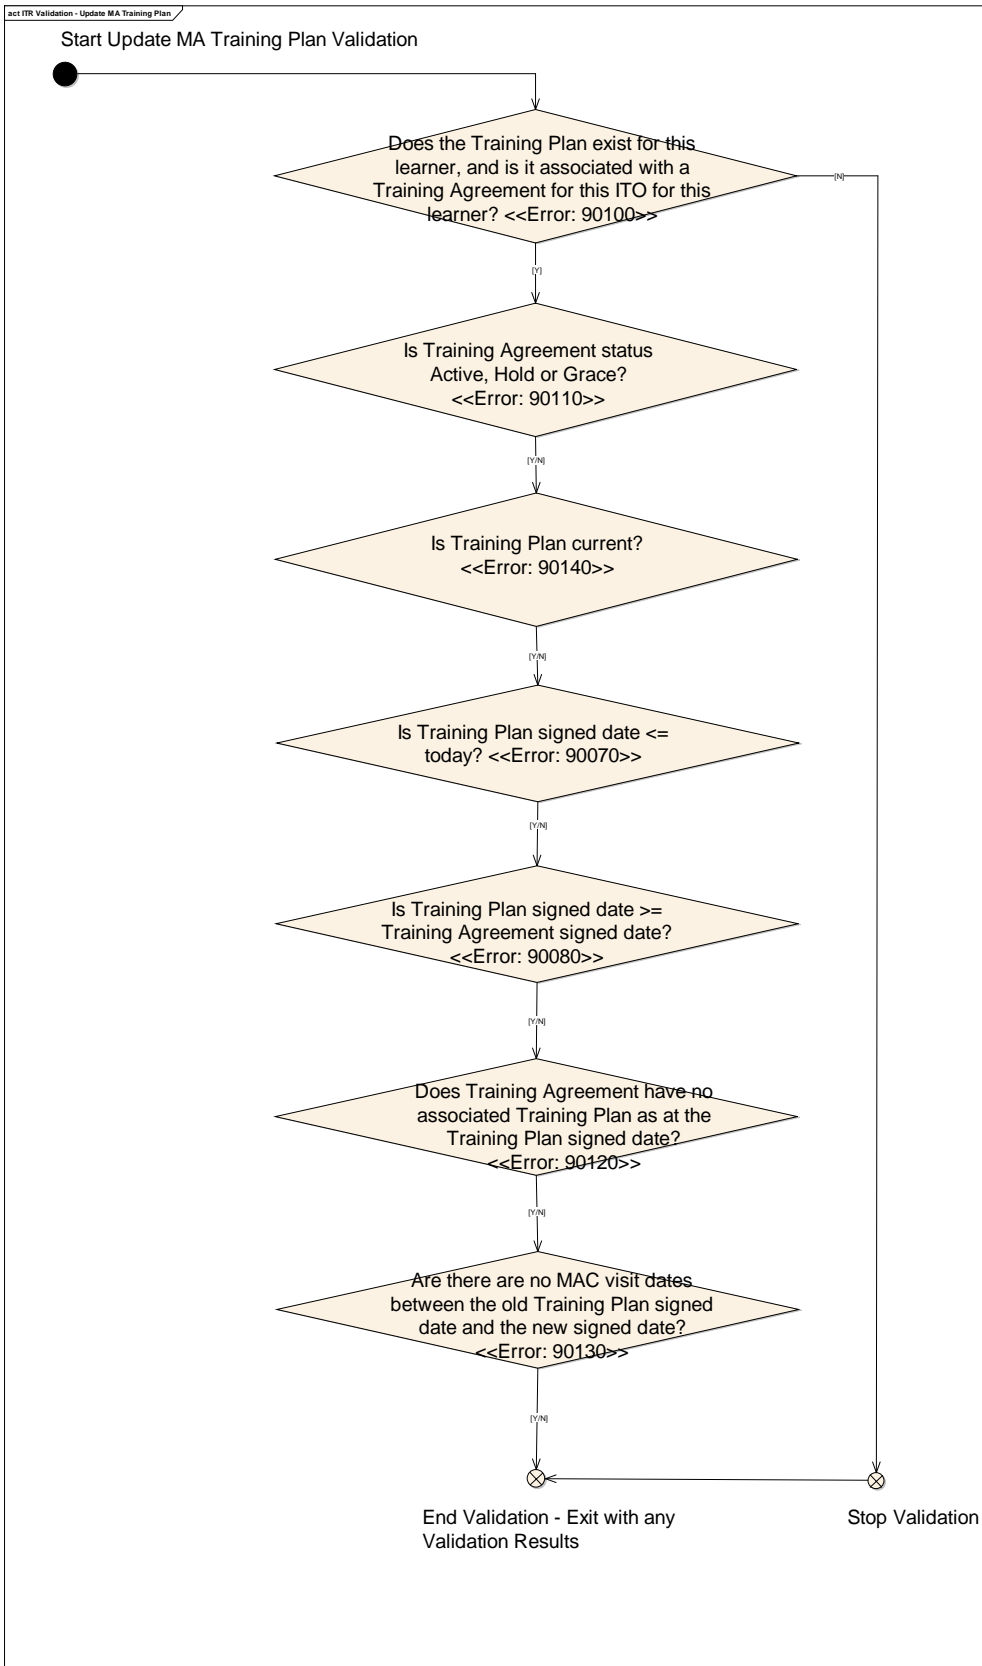 act ITR Validation - Update MA Training Plan
Start Update MA Training Plan Validation
Does the Training Plan exist for this
learner, and is it associated with a
Training Agreement for this ITO for this
learner? <<Error: 90100>>
[N]
[Y]
Is Training Agreement status
Active, Hold or Grace?
<<Error: 90110>>
[Y/N]
Is Training Plan current?
<<Error: 90140>>
[Y/N]
Is Training Plan signed date <=
today? <<Error: 90070>>
[Y/N]
Is Training Plan signed date >=
Training Agreement signed date?
<<Error: 90080>>
[Y/N]
Does Training Agreement have no
associated Training Plan as at the
Training Plan signed date?
<<Error: 90120>>
[Y/N]
Are there are no MAC visit dates
between the old Training Plan signed
date and the new signed date?
<<Error: 90130>>
[Y/N]
End Validation - Exit with any
Validation Results
Stop Validation